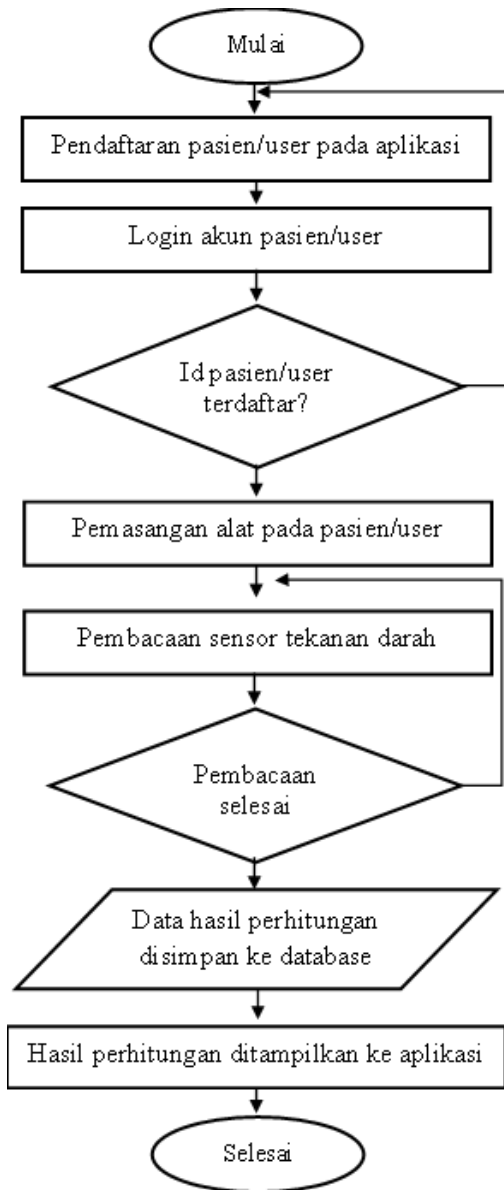 Mulai
Pendaftaran pasien/user pada aplikasi
Login akun pasien/user
Id pasien/user
terdaftar?
Pemasangan alat pada pasien/user
Pembacaan sensor tekanan darah
Pembacaan
selesai
Data hasil perhitungan
disimpan ke database
Hasil perhitungan ditampilkan ke aplikasi
Selesai